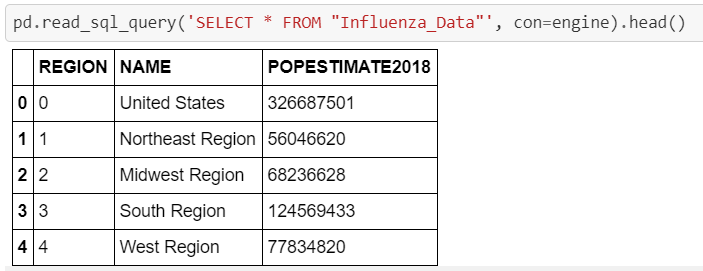 pd.read_sql_query('SELECT * FROM "Influenza_Data"', con=engine).head()
REGION NAME POPESTIMATE2018
0 0 United States 326687501
1 1 Northeast Region 56046620
2 2 Midwest Region 68236628
3 3 South Region 124569433
4 4 West Region 77834820